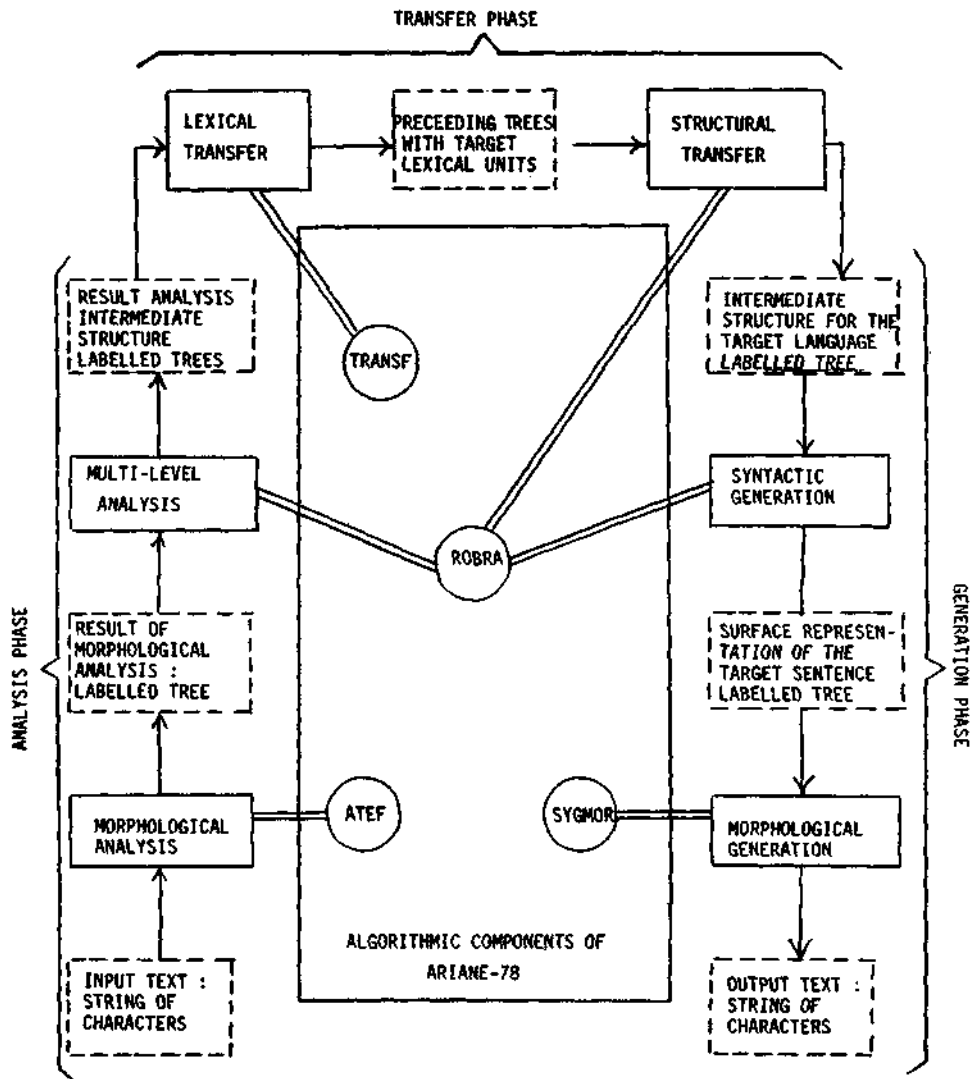 TRANSFER PHASE
LEXICAL
TRANSFER
PRECEEDING TREES
WITH TARGET
LEXICAL UNITS
STRUCTURAL
TRANSFER
RESULT ANALYSIS
INTERMEDIATE
STRUCTURE
LABELLED TREES
TRANSF
INTERMEDIATE
STRUCTURE FOR THE
TARGET LANGUAGE
LABELLED TREE
MULTI-LEVEL
ANALYSIS
ROBRA
SYNTACTIC
GENERATION
ANALYSIS PHASE
RESULT OF
MORPHOLOGICAL
ANALYSIS :
LABELLED TREE
SURFACE REPRESEN-
TATION OF THE
TARGET SENTENCE
LABELLED TREE
GENERATION PHASE
MORPHOLOGICAL
ANALYSIS
ATEF
SYGMOR
MORPHOLOGICAL
GENERATION
ALGORITHMIC COMPONENTS OF
ARIANE-78
INPUT TEXT :
STRING OF
CHARACTERS
OUTPUT TEXT :
STRING OF
CHARACTERS